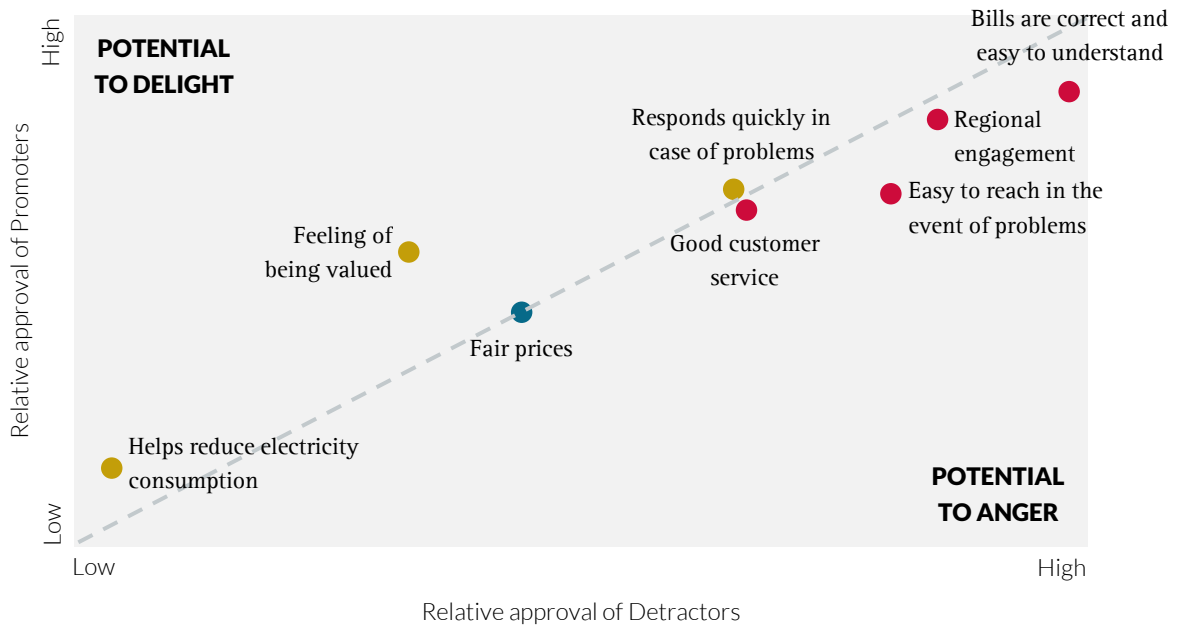 High
POTENTIAL
TO DELIGHT
Bills are correct and
easy to understand
Responds quickly in
case of problems
Regional
engagement
Easy to reach in the
event of problems
Good customer
service
Feeling of
being valued
Fair prices
Helps reduce electricity
consumption
POTENTIAL
TO ANGER
Relative approval of Promoters
Low
Low
High
Relative approval of Detractors